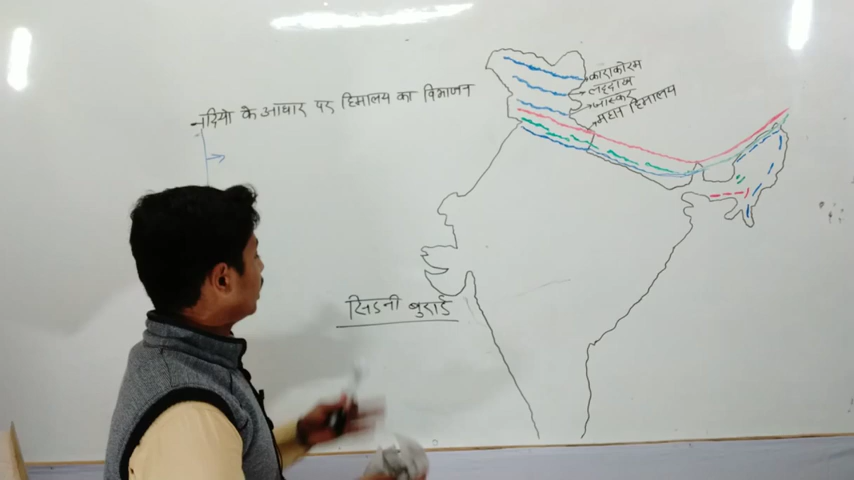 नदियो के आधार पर हिमालय का विभाजन
काराकोरम
लद्दाख
जास्कर
महान हिमालय
सिडनी बुरार्ड